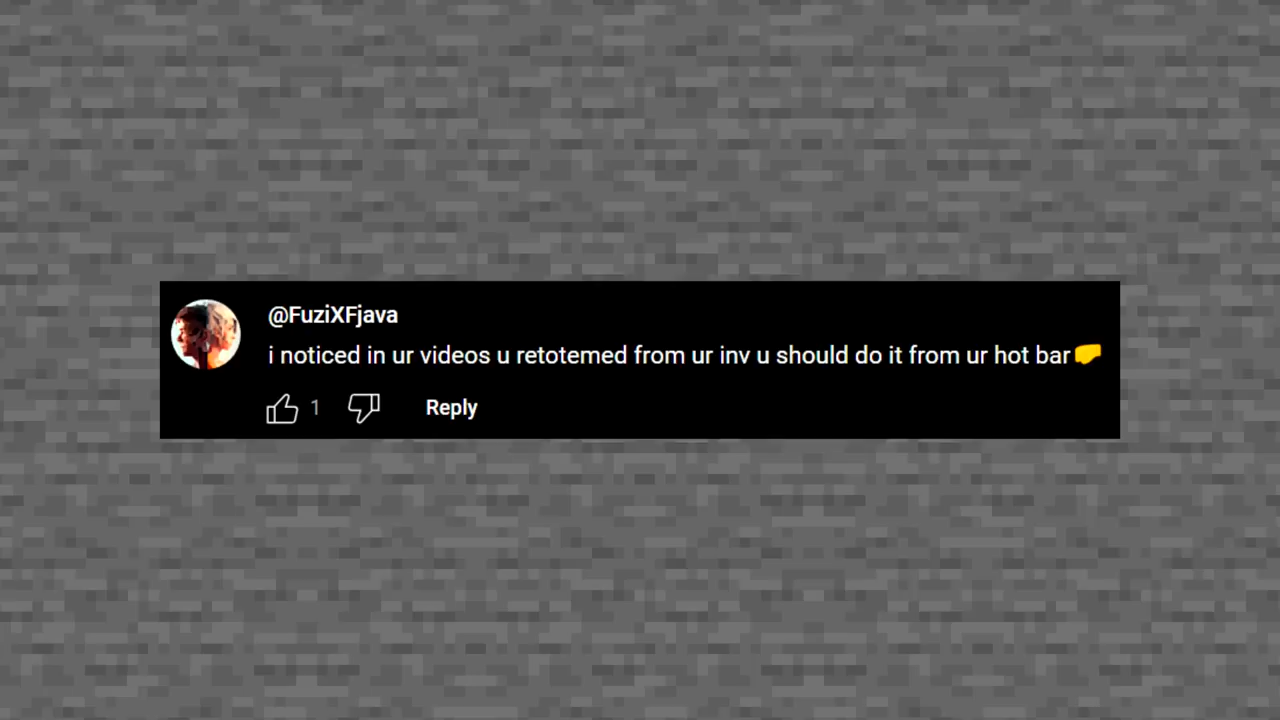 @FuziXFjava
i noticed in ur videos u retotemed from ur inv u should do it from ur hot bar🤛
1
Reply